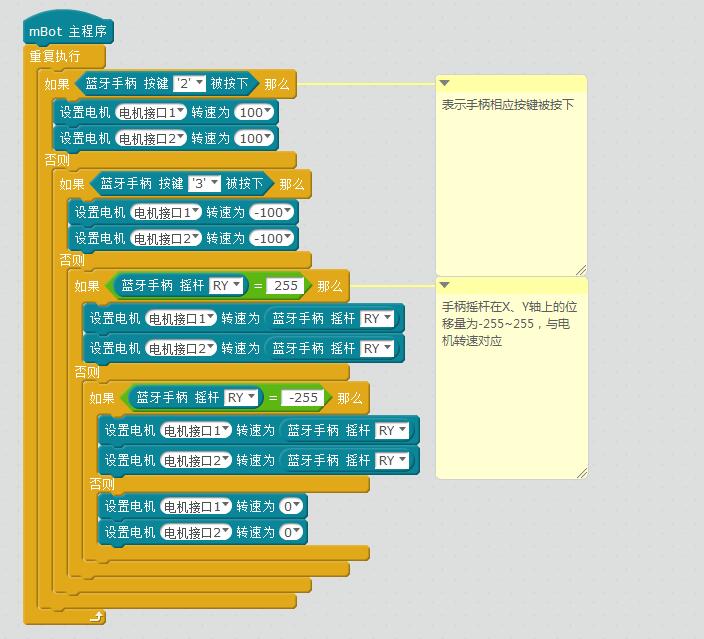 mBot 主程序
重复执行
如果 蓝牙手柄 按键 '2' 被按下 那么
设置电机 电机接口1 转速为 100
设置电机 电机接口2 转速为 100
否则
如果 蓝牙手柄 按键 '3' 被按下 那么
设置电机 电机接口1 转速为 -100
设置电机 电机接口2 转速为 -100
否则
如果 蓝牙手柄 摇杆 RY = 255 那么
设置电机 电机接口1 转速为 蓝牙手柄 摇杆 RY
设置电机 电机接口2 转速为 蓝牙手柄 摇杆 RY
否则
如果 蓝牙手柄 摇杆 RY = -255 那么
设置电机 电机接口1 转速为 蓝牙手柄 摇杆 RY
设置电机 电机接口2 转速为 蓝牙手柄 摇杆 RY
否则
设置电机 电机接口1 转速为 0
设置电机 电机接口2 转速为 0
表示手柄相应按键被按下
手柄摇杆在X、Y轴上的位
移量为-255~255，与电
机转速对应